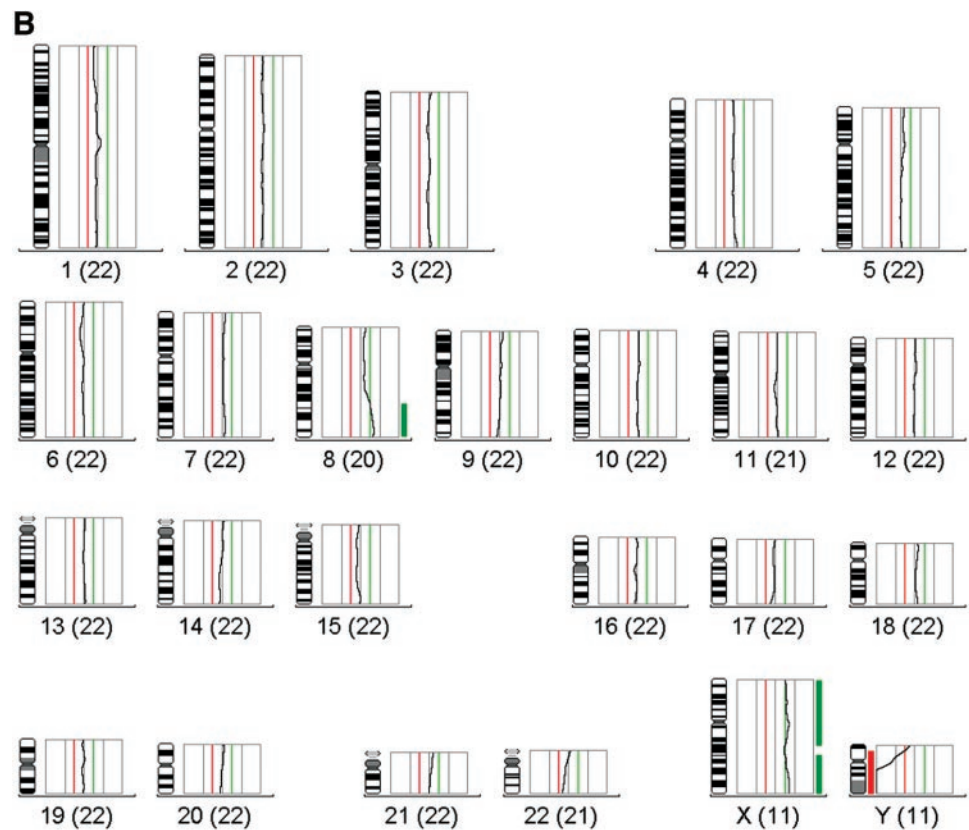 B
1 (22) 2 (22) 3 (22) 4 (22) 5 (22)
6 (22) 7 (22) 8 (20) 9 (22) 10 (22) 11 (21) 12 (22)
13 (22) 14 (22) 15 (22) 16 (22) 17 (22) 18 (22)
19 (22) 20 (22) 21 (22) 22 (21) X (11) Y (11)